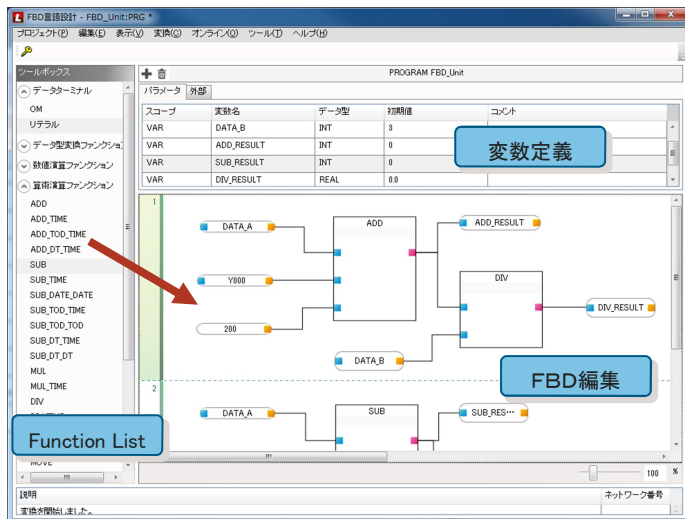 FBD言語設計 - FBD_Unit:PRG *
プロジェクト(P) 編集(E) 表示(V) 変換(C) オンライン(O) ツール(T) ヘルプ(H)
ツールボックス
PROGRAM FBD_Unit
データターミナル
OM
リテラル
データ型変換ファンクショ
数値演算ファンクション
算術演算ファンクション
ADD
ADD_TIME
ADD_TOD_TIME
ADD_DT_TIME
SUB
SUB_TIME
SUB_DATE_DATE
SUB_TOD_TIME
SUB_TOD_TOD
SUB_DT_TIME
SUB_DT_DT
MUL
MUL_TIME
DIV
MOVE
Function List
パラメータ 外部
スコープ 変数名 データ型 初期値 コメント
VAR DATA_B INT 3
VAR ADD_RESULT INT 0
VAR SUB_RESULT INT 0
VAR DIV_RESULT REAL 0.0
変数定義
1
DATA_A ADD ADD_RESULT
Y000 DIV
DIV_RESULT
200
DATA_B
FBD編集
2
DATA_A SUB SUB_RES…
100 %
説明 ネットワーク番号
変換を開始しました。